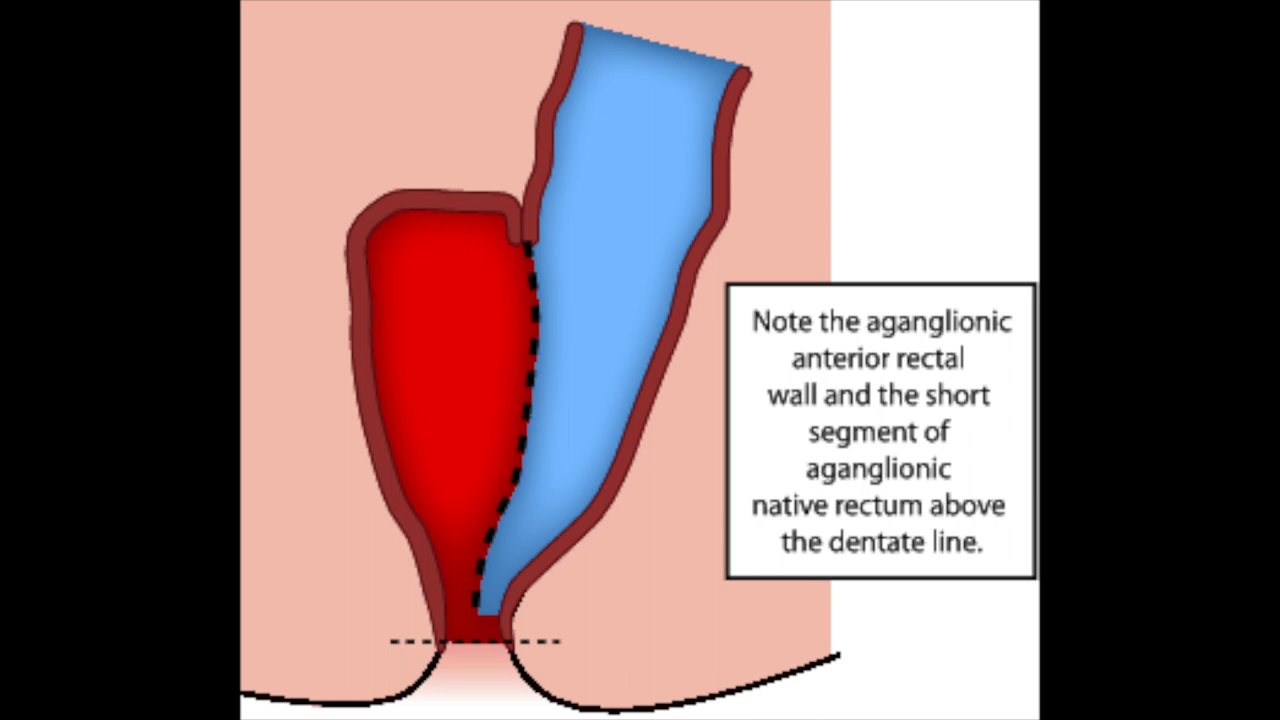 Note the aganglionic
anterior rectal
wall and the short
segment of
aganglionic
native rectum above
the dentate line.